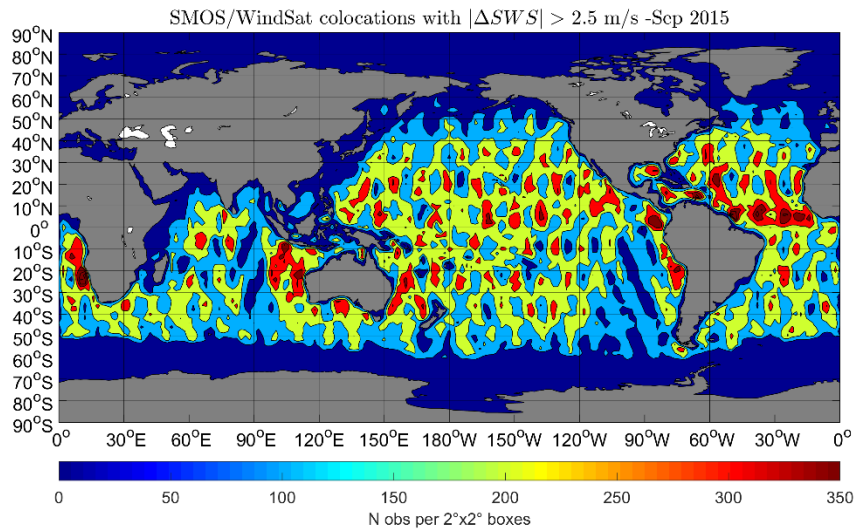 SMOS/WindSat colocations with |ΔSWS| > 2.5 m/s -Sep 2015
90°N
80°N
70°N
60°N
50°N
40°N
30°N
20°N
10°N
0°
10°S
20°S
30°S
40°S
50°S
60°S
70°S
80°S
90°S
0° 30°E 60°E 90°E 120°E 150°E 180°W 150°W 120°W 90°W 60°W 30°W 0°
0 50 100 150 200 250 300 350
N obs per 2°x2° boxes